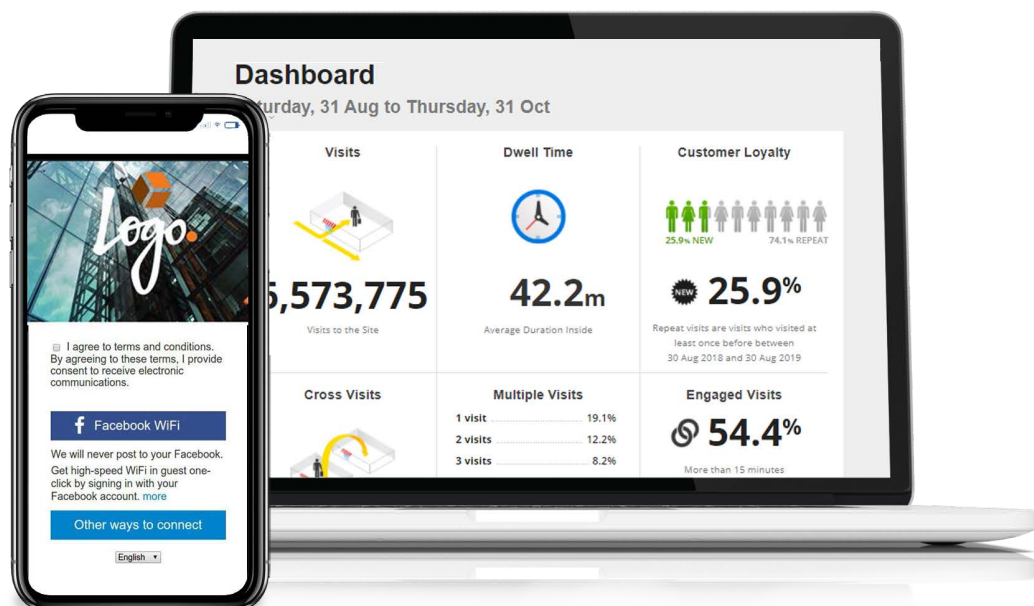 Dashboard
turday, 31 Aug to Thursday, 31 Oct
Visits
,573,775
Visits to the Site
Dwell Time
42.2m
Average Duration Inside
Customer Loyalty
25.9% NEW
74.1% REPEAT
NEW
25.9%
Repeat visits are visits who visited at
least once before between
30 Aug 2018 and 30 Aug 2019
Cross Visits
Multiple Visits
1 visit 19.1%
2 visits 12.2%
3 visits 8.2%
Engaged Visits
54.4%
More than 15 minutes
Logo.
I agree to terms and conditions.
By agreeing to these terms, I provide
consent to receive electronic
communications.
f Facebook WiFi
We will never post to your Facebook.
Get high-speed WiFi in guest one-
click by signing in with your
Facebook account. more
Other ways to connect
English